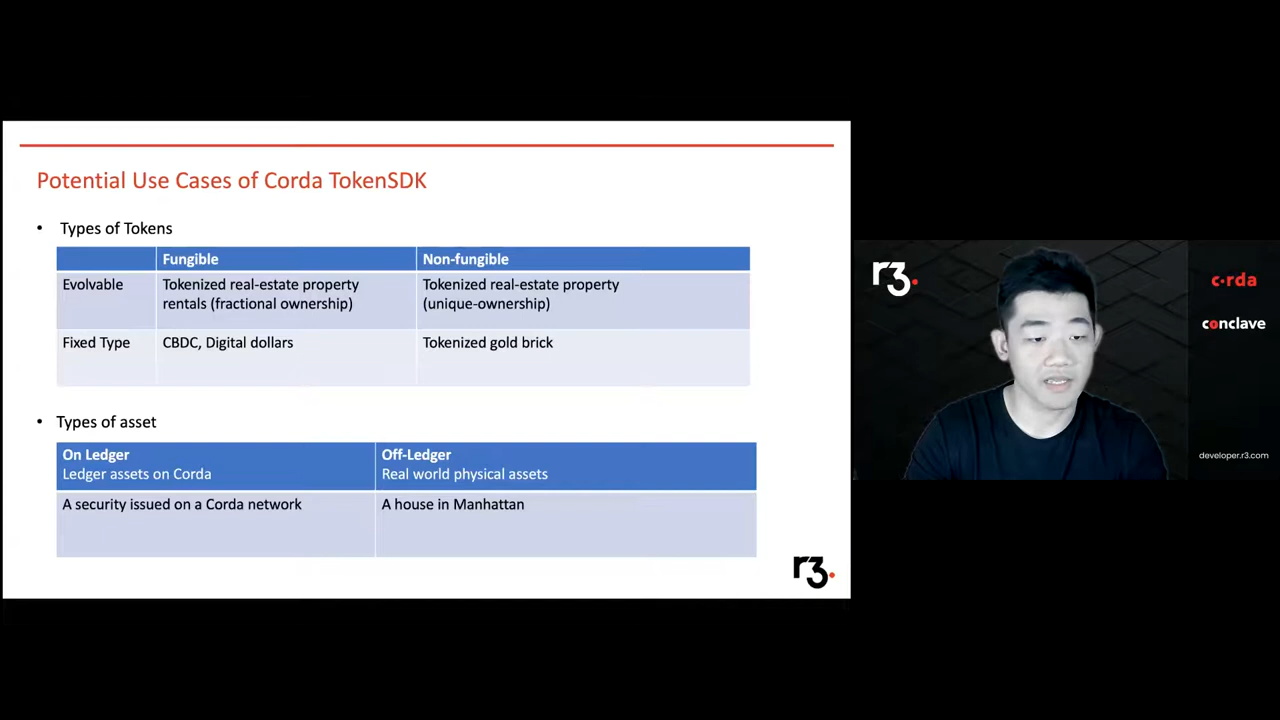 Potential Use Cases of Corda TokenSDK
• Types of Tokens
Fungible Non-fungible
Evolvable Tokenized real-estate property rentals (fractional ownership) Tokenized real-estate property (unique-ownership)
Fixed Type CBDC, Digital dollars Tokenized gold brick
• Types of asset
On Ledger Off-Ledger
Ledger assets on Corda Real world physical assets
A security issued on a Corda network A house in Manhattan
r3.
r3.
c·rda
conclave
developer.r3.com